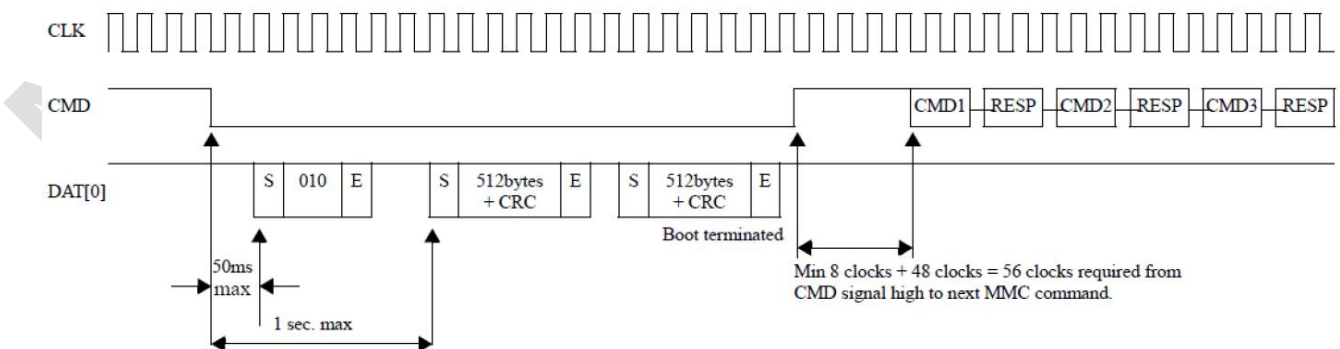 CLK
CMD
CMD1 RESP CMD2 RESP CMD3 RESP
DAT[0]
S 010 E S 512bytes + CRC E S 512bytes + CRC E
Boot terminated
50ms
max
1 sec. max
Min 8 clocks + 48 clocks = 56 clocks required from
CMD signal high to next MMC command.